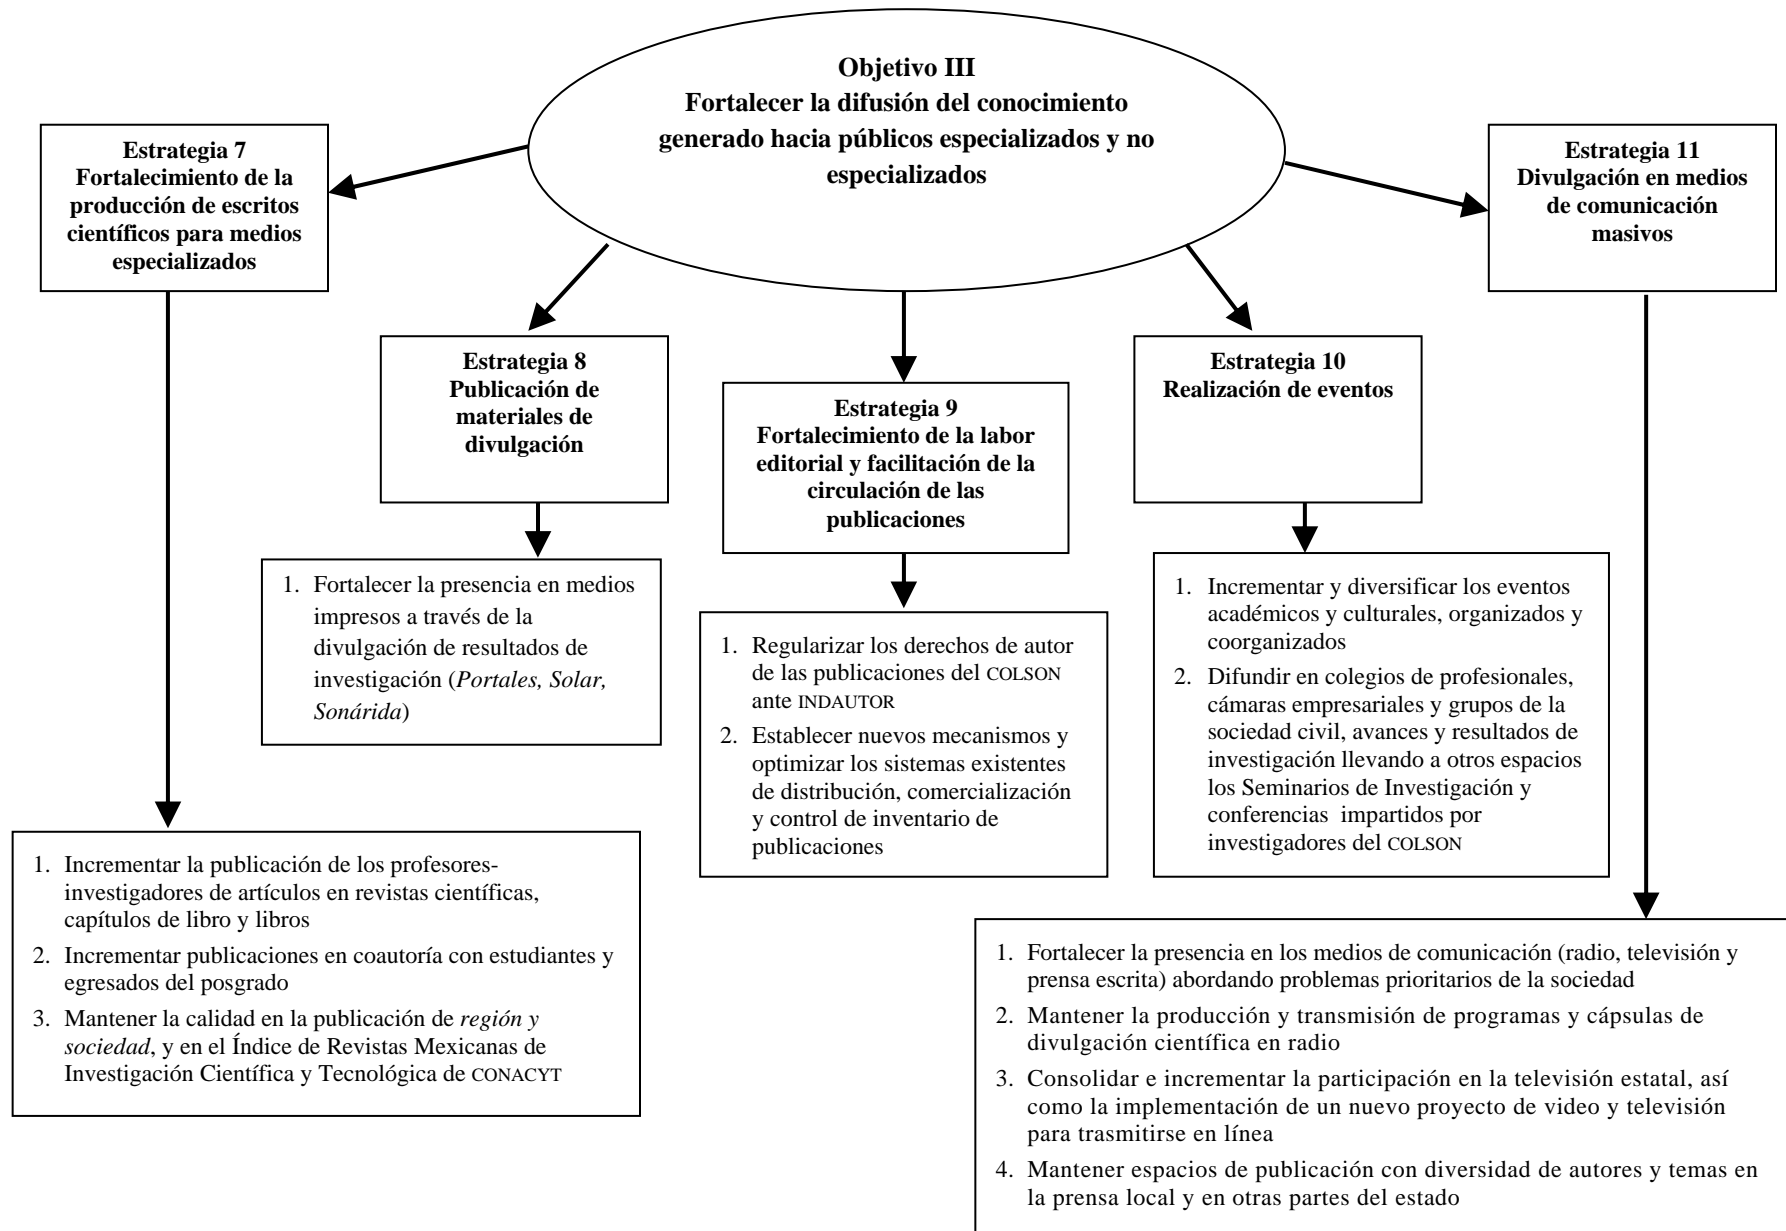 Objetivo III
Fortalecer la difusión del conocimiento
generado hacia públicos especializados y no
especializados
Estrategia 7
Fortalecimiento de la
producción de escritos
científicos para medios
especializados
Estrategia 11
Divulgación en medios
de comunicación
masivos
Estrategia 8
Publicación de
materiales de
divulgación
Estrategia 9
Fortalecimiento de la labor
editorial y facilitación de la
circulación de las
publicaciones
Estrategia 10
Realización de eventos
1. Fortalecer la presencia en medios
impresos a través de la
divulgación de resultados de
investigación (Portales, Solar,
Sonárida)
1. Regularizar los derechos de autor
de las publicaciones del COLSON
ante INDAUTOR
2. Establecer nuevos mecanismos y
optimizar los sistemas existentes
de distribución, comercialización
y control de inventario de
publicaciones
1. Incrementar y diversificar los eventos
académicos y culturales, organizados y
coorganizados
2. Difundir en colegios de profesionales,
cámaras empresariales y grupos de la
sociedad civil, avances y resultados de
investigación llevando a otros espacios
los Seminarios de Investigación y
conferencias impartidos por
investigadores del COLSON
1. Incrementar la publicación de los profesores-
investigadores de artículos en revistas científicas,
capítulos de libro y libros
2. Incrementar publicaciones en coautoría con estudiantes y
egresados del posgrado
3. Mantener la calidad en la publicación de región y
sociedad, y en el Índice de Revistas Mexicanas de
Investigación Científica y Tecnológica de CONACYT
1. Fortalecer la presencia en los medios de comunicación (radio, televisión y
prensa escrita) abordando problemas prioritarios de la sociedad
2. Mantener la producción y transmisión de programas y cápsulas de
divulgación científica en radio
3. Consolidar e incrementar la participación en la televisión estatal, así
como la implementación de un nuevo proyecto de video y televisión
para trasmitirse en línea
4. Mantener espacios de publicación con diversidad de autores y temas en
la prensa local y en otras partes del estado